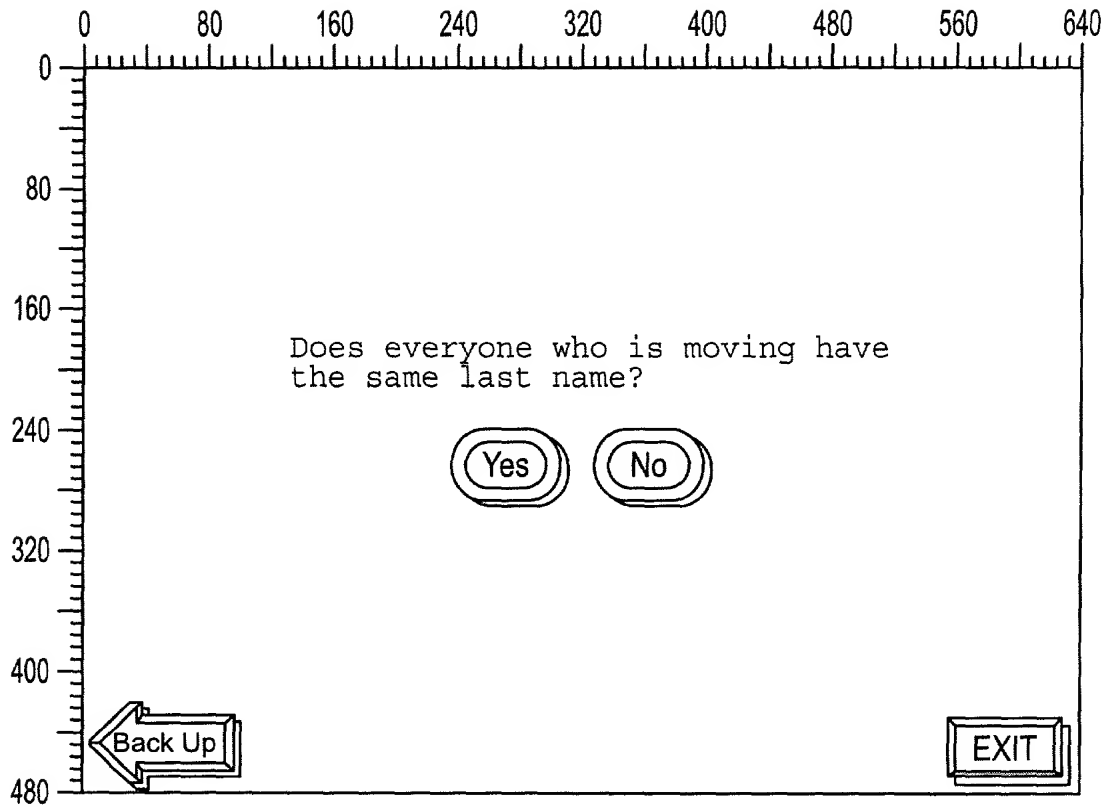 0 80 160 240 320 400 480 560 640
0
80
160
Does everyone who is moving have
the same last name?
240
Yes No
320
400
Back Up EXIT
480